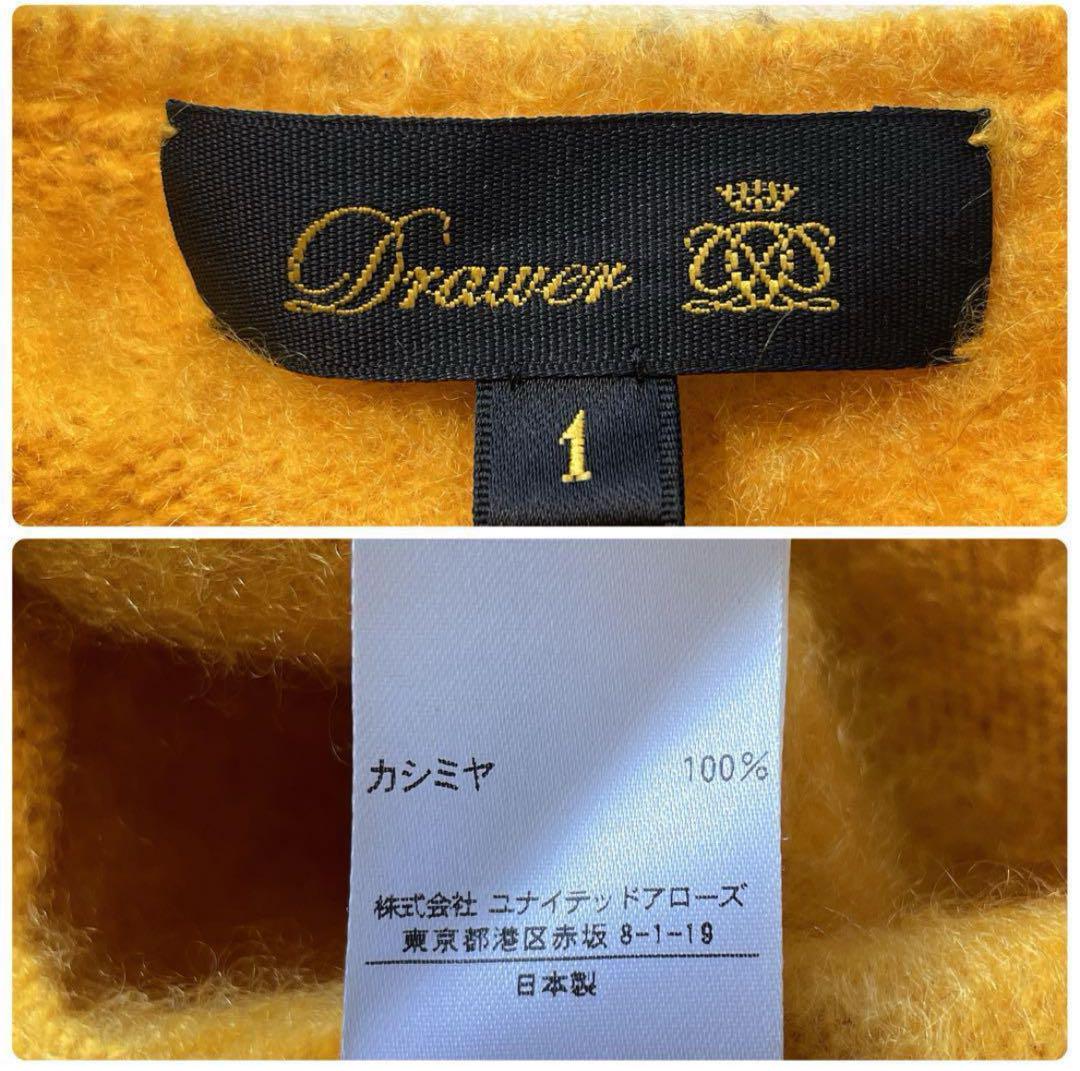 Drawer
1
カシミヤ 100%
株式会社 ユナイテッドアローズ
東京都港区赤坂 8-1-19
日本製